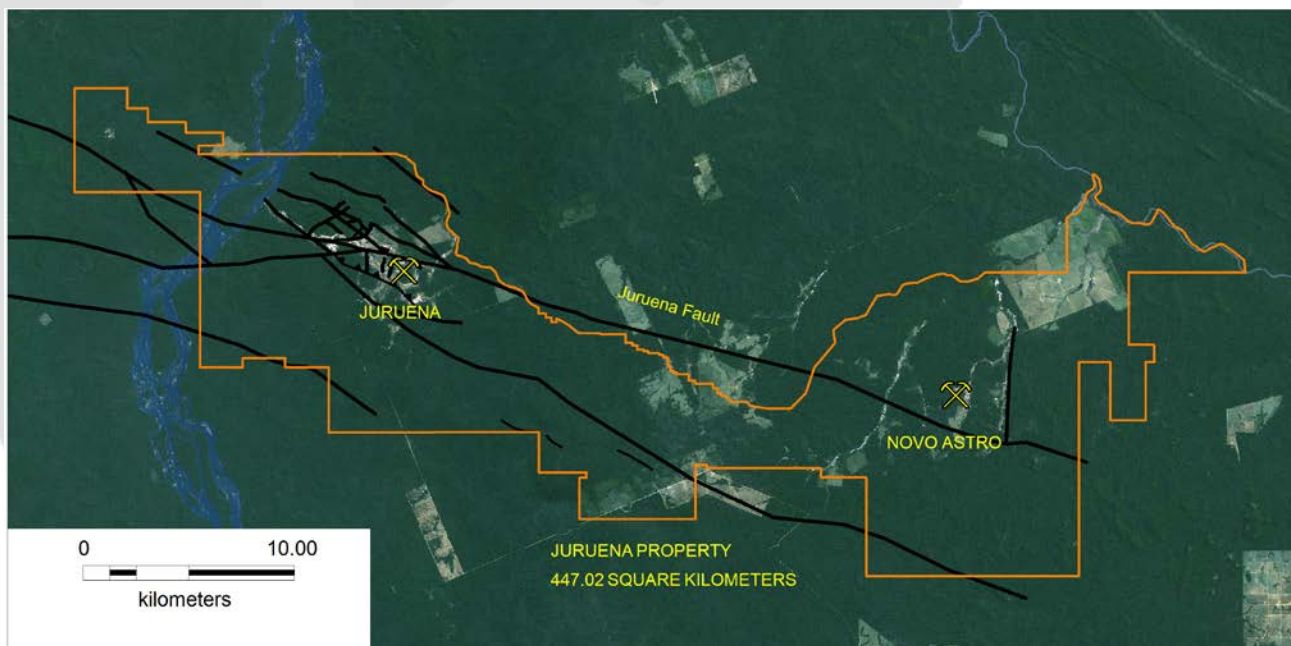 Juruena Fault
JURUENA
NOVO ASTRO
JURUENA PROPERTY
447.02 SQUARE KILOMETERS
0 10.00
kilometers